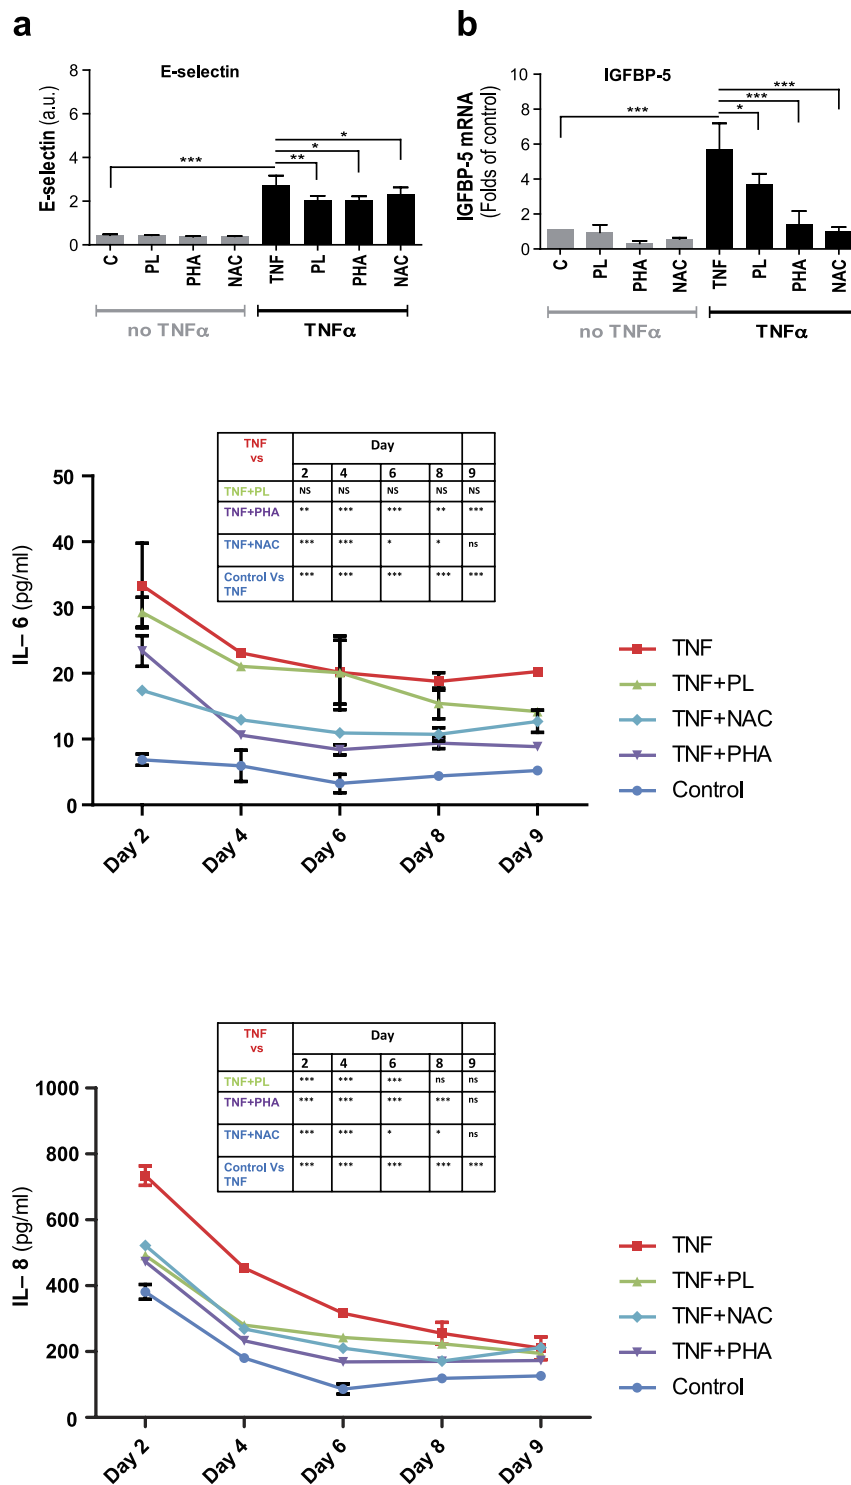 a
E-selectin
E-selectin (a.u.)
8
6
4
2
0
***
**
*
*
C PL PHA NAC TNF PL PHA NAC
no TNFα TNFα
b
IGFBP-5
IGFBP-5 mRNA
(Folds of control)
10
8
6
4
2
0
***
*
***
***
C PL PHA NAC TNF PL PHA NAC
no TNFα TNFα
TNF Day
vs
2 4 6 8 9
TNF+PL NS NS NS NS NS
TNF+PHA ** *** *** ** ***
TNF+NAC *** *** * * ns
Control Vs *** *** *** *** ***
TNF
IL– 6 (pg/ml)
50
40
30
20
10
0
Day 2 Day 4 Day 6 Day 8 Day 9
TNF
TNF+PL
TNF+NAC
TNF+PHA
Control
TNF Day
vs
2 4 6 8 9
TNF+PL *** *** *** ns ns
TNF+PHA *** *** *** *** ns
TNF+NAC *** *** * * ns
Control Vs *** *** *** *** ***
TNF
IL– 8 (pg/ml)
1000
800
600
400
200
0
Day 2 Day 4 Day 6 Day 8 Day 9
TNF
TNF+PL
TNF+NAC
TNF+PHA
Control